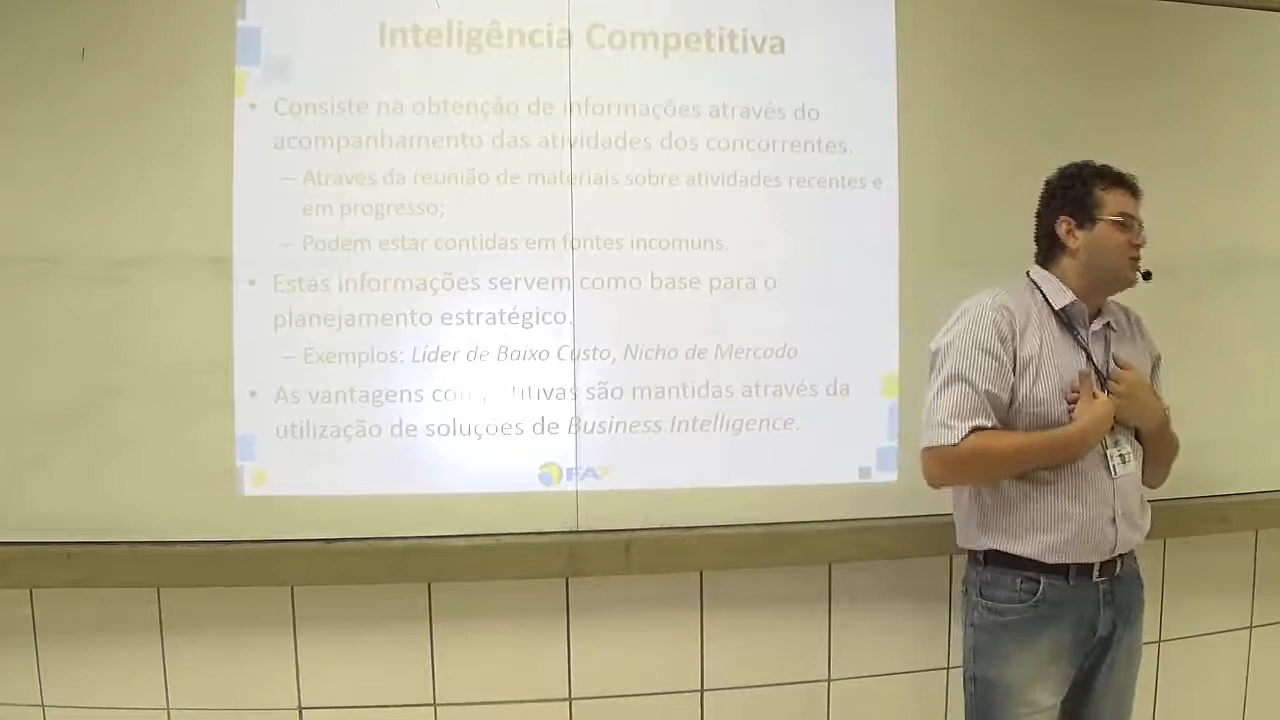 Inteligência Competitiva
• Consiste na obtenção de informações através do
acompanhamento das atividades dos concorrentes.
– Atraves da reunião de materiais sobre atividades recentes e
em progresso;
– Podem estar contidas em fontes incomuns.
• Estas informações servem como base para o
planejamento estratégico.
– Exemplos: Líder de Baixo Custo, Nicho de Mercado
• As vantagens competitivas são mantidas através da
utilização de soluções de Business Intelligence.
FA7